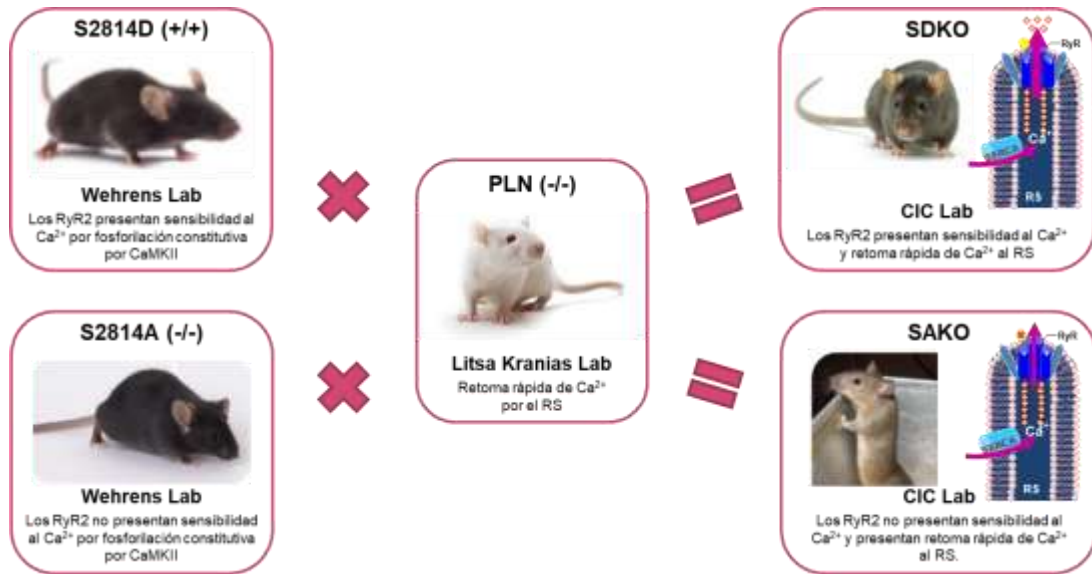 S2814D (+/+)
Wehrens Lab
Los RyR2 presentan sensibilidad al
Ca²⁺ por fosforilación constitutiva
por CaMKII
S2814A (-/-)
Wehrens Lab
Los RyR2 no presentan sensibilidad
al Ca²⁺ por fosforilación constitutiva
por CaMKII
PLN (-/-)
Litsa Kranias Lab
Retoma rápida de Ca²⁺
por el RS
SDKO
RyR
Ca⁺
RS
CIC Lab
Los RyR2 presentan sensibilidad al Ca²⁺
y retoma rápida de Ca²⁺ al RS
SAKO
RyR
Ca⁺
RS
CIC Lab
Los RyR2 no presentan sensibilidad al
Ca²⁺ y presentan retoma rápida de Ca²⁺
al RS.